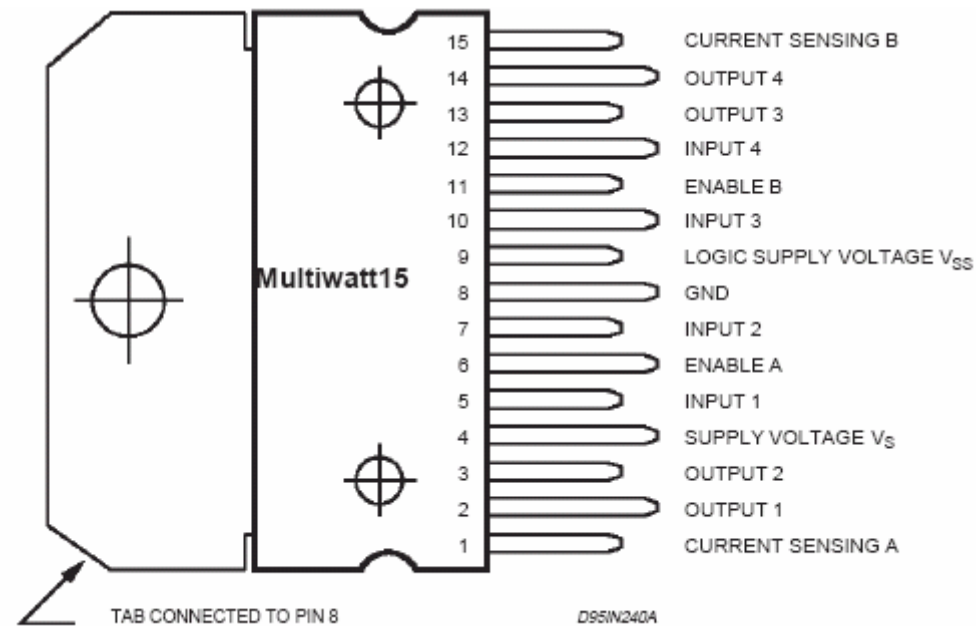 15 CURRENT SENSING B
14 OUTPUT 4
13 OUTPUT 3
12 INPUT 4
11 ENABLE B
10 INPUT 3
9 LOGIC SUPPLY VOLTAGE VSS
Multiwatt15
8 GND
7 INPUT 2
6 ENABLE A
5 INPUT 1
4 SUPPLY VOLTAGE VS
3 OUTPUT 2
2 OUTPUT 1
1 CURRENT SENSING A
TAB CONNECTED TO PIN 8
D95IN240A